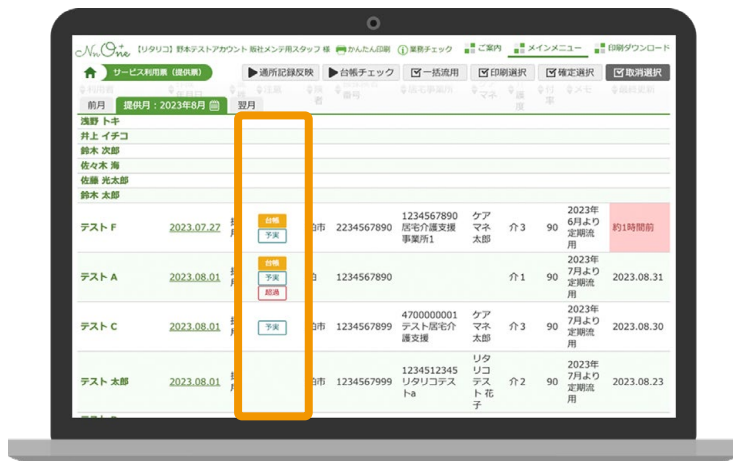 NnOne 【リタリコ】野本テストアカウント 販社メンテ用スタッフ 様 かんたん印刷 業務チェック ご案内 メインメニュー 印刷ダウンロード
サービス利用票（提供票） ▶通所記録反映 ▶台帳チェック 一括流用 印刷選択 確定選択 取消選択
前月 提供月：2023年8月 翌月
浅野 トキ
井上 イチコ
鈴木 次郎
佐々木 海
佐藤 光太郎
鈴木 太郎
テスト F 2023.07.27 台帳 予実 市 2234567890 1234567890 居宅介護支援 事業所1 ケア マネ 太郎 介3 90 2023年 6月より 定期流 用 約1時間前
テスト A 2023.08.01 台帳 予実 超過 1234567890 介1 90 2023年 7月より 定期流 用 2023.08.31
テスト C 2023.08.01 予実 市 1234567899 4700000001 テスト居宅介 護支援 ケア マネ 太郎 介3 90 2023年 7月より 定期流 用 2023.08.30
テスト 太郎 2023.08.01 市 1234567999 1234512345 リタリコテス トa リタ リコ テス ト 花 子 介2 90 2023年 7月より 定期流 用 2023.08.23